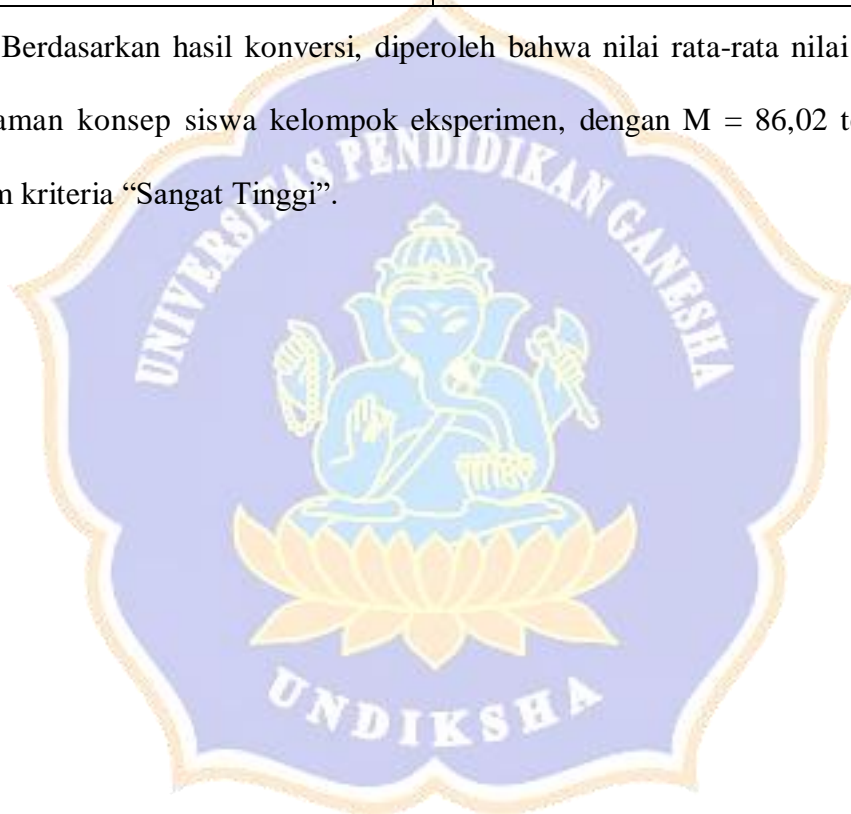 Berdasarkan hasil konversi, diperoleh bahwa nilai rata-rata nilai
aman konsep siswa kelompok eksperimen, dengan M = 86,02 t
kriteria “Sangat Tinggi”.
UNIVERSITAS PENDIDIKAN GANESHA
UNDIKSHA